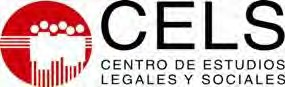 CELS
CENTRO DE ESTUDIOS
LEGALES Y SOCIALES